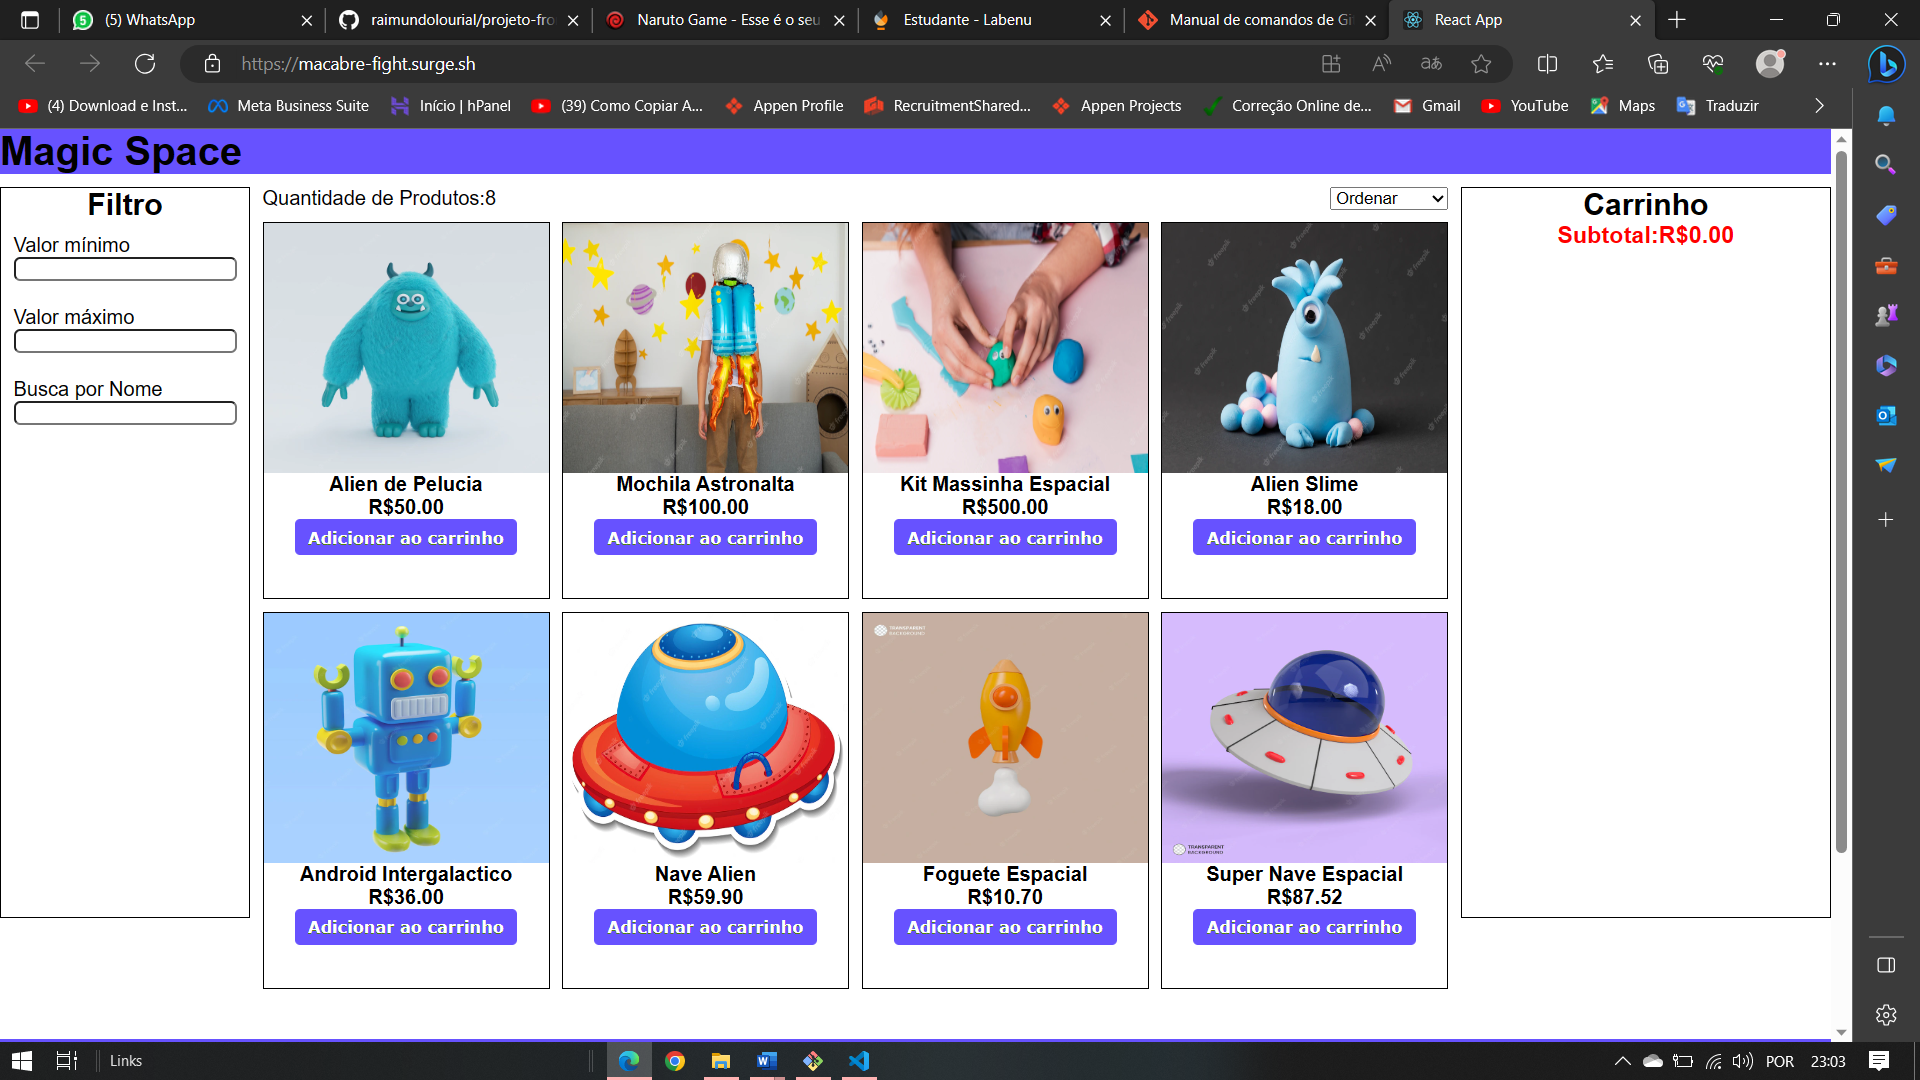 (5) WhatsApp
raimundolourial/projeto-fro
Naruto Game - Esse é o seu
Estudante - Labenu
Manual de comandos de Gi
React App
https://macabre-fight.surge.sh
(4) Download e Inst...
Meta Business Suite
Início | hPanel
(39) Como Copiar A...
Appen Profile
RecruitmentShared...
Appen Projects
Correção Online de...
Gmail
YouTube
Maps
Traduzir
Magic Space
Filtro
Valor mínimo
Valor máximo
Busca por Nome
Quantidade de Produtos:8
Ordenar
Alien de Pelucia
R$50.00
Adicionar ao carrinho
Mochila Astronalta
R$100.00
Adicionar ao carrinho
Kit Massinha Espacial
R$500.00
Adicionar ao carrinho
Alien Slime
R$18.00
Adicionar ao carrinho
Android Intergalactico
R$36.00
Adicionar ao carrinho
Nave Alien
R$59.90
Adicionar ao carrinho
TRANSPARENT
BACKGROUND
Foguete Espacial
R$10.70
Adicionar ao carrinho
TRANSPARENT
BACKGROUND
Super Nave Espacial
R$87.52
Adicionar ao carrinho
Carrinho
Subtotal:R$0.00
Links
POR
23:03